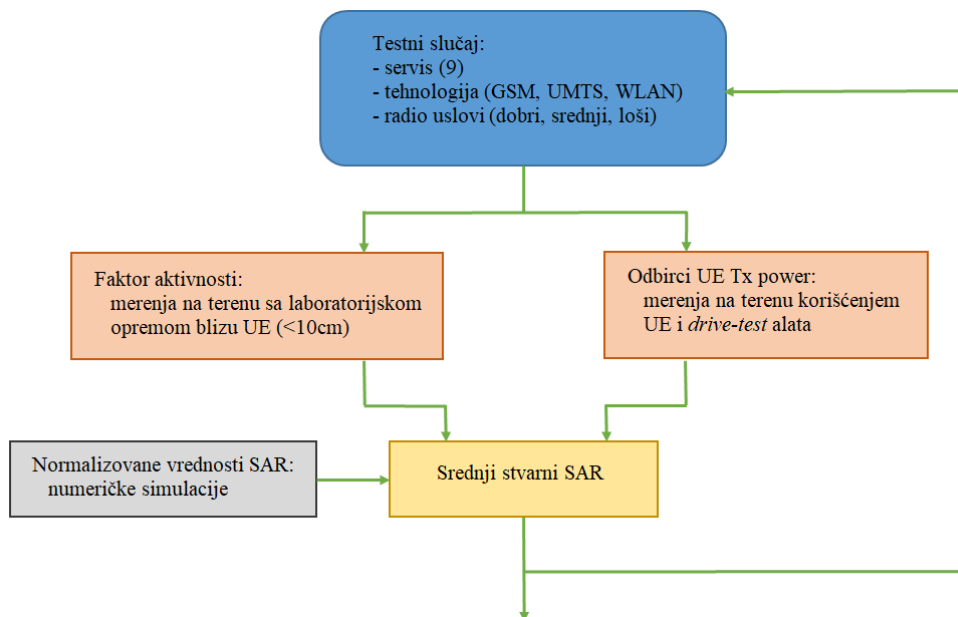 Testni slučaj:
- servis (9)
- tehnologija (GSM, UMTS, WLAN)
- radio uslovi (dobri, srednji, loši)
Faktor aktivnosti:
merenja na terenu sa laboratorijskom
opremom blizu UE (<10cm)
Odbirci UE Tx power:
merenja na terenu korišćenjem
UE i drive-test alata
Normalizovane vrednosti SAR:
numeričke simulacije
Srednji stvarni SAR